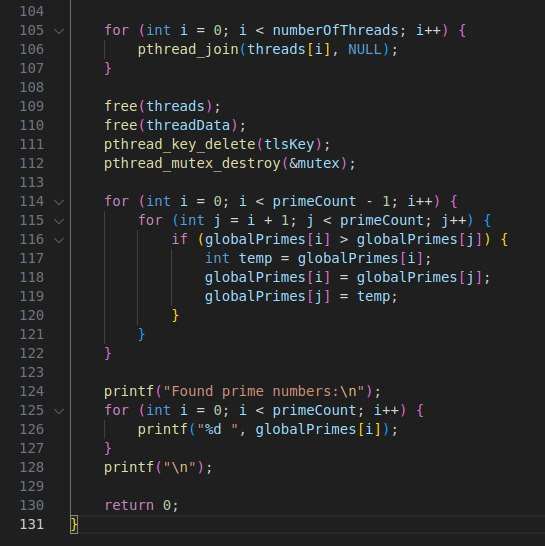 104
105 for (int i = 0; i < numberOfThreads; i++) {
106 pthread_join(threads[i], NULL);
107 }
108
109 free(threads);
110 free(threadData);
111 pthread_key_delete(tlsKey);
112 pthread_mutex_destroy(&mutex);
113
114 for (int i = 0; i < primeCount - 1; i++) {
115 for (int j = i + 1; j < primeCount; j++) {
116 if (globalPrimes[i] > globalPrimes[j]) {
117 int temp = globalPrimes[i];
118 globalPrimes[i] = globalPrimes[j];
119 globalPrimes[j] = temp;
120 }
121 }
122 }
123
124 printf("Found prime numbers:\n");
125 for (int i = 0; i < primeCount; i++) {
126 printf("%d ", globalPrimes[i]);
127 }
128 printf("\n");
129
130 return 0;
131 }